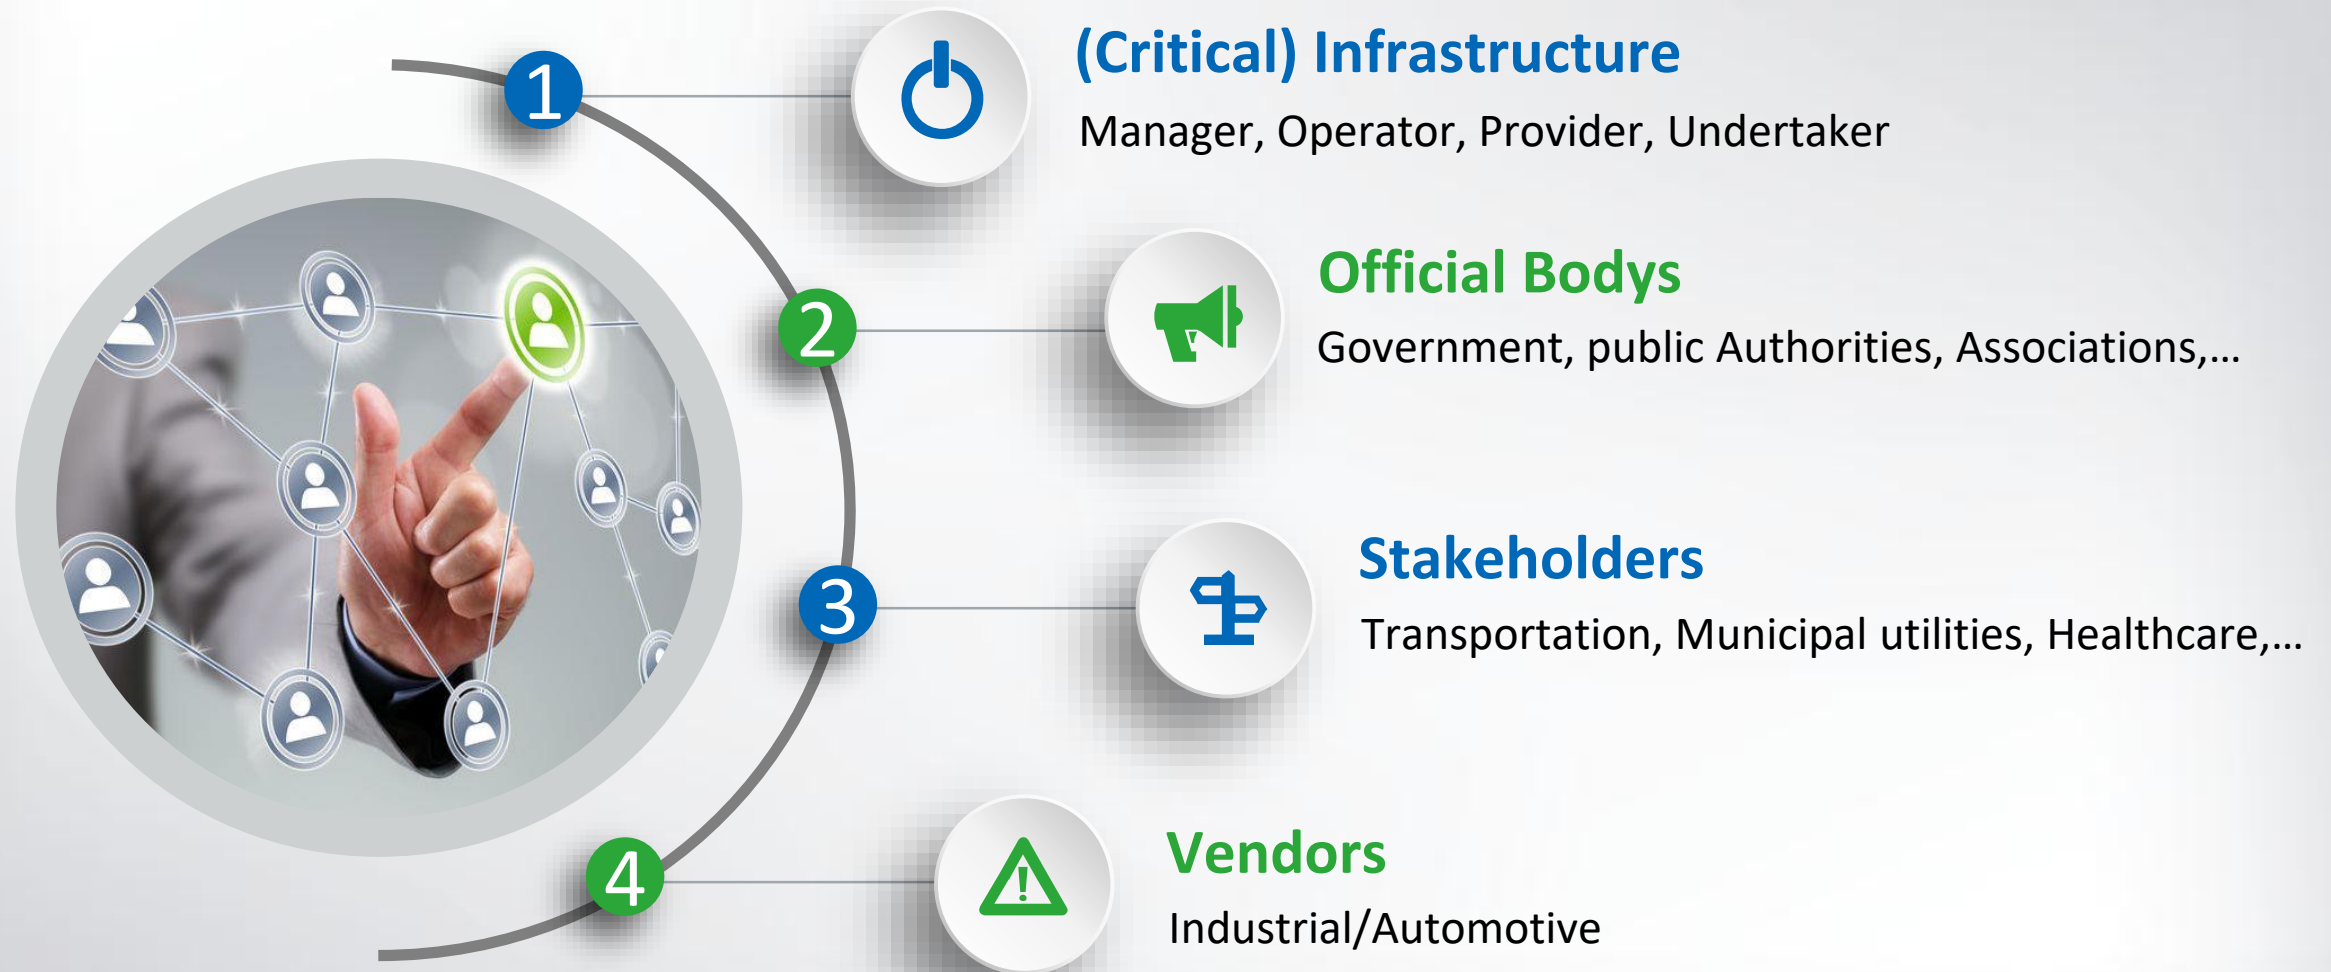 1
(Critical) Infrastructure
Manager, Operator, Provider, Undertaker
2
Official Bodys
Government, public Authorities, Associations,...
3
Stakeholders
Transportation, Municipal utilities, Healthcare,...
4
Vendors
Industrial/Automotive